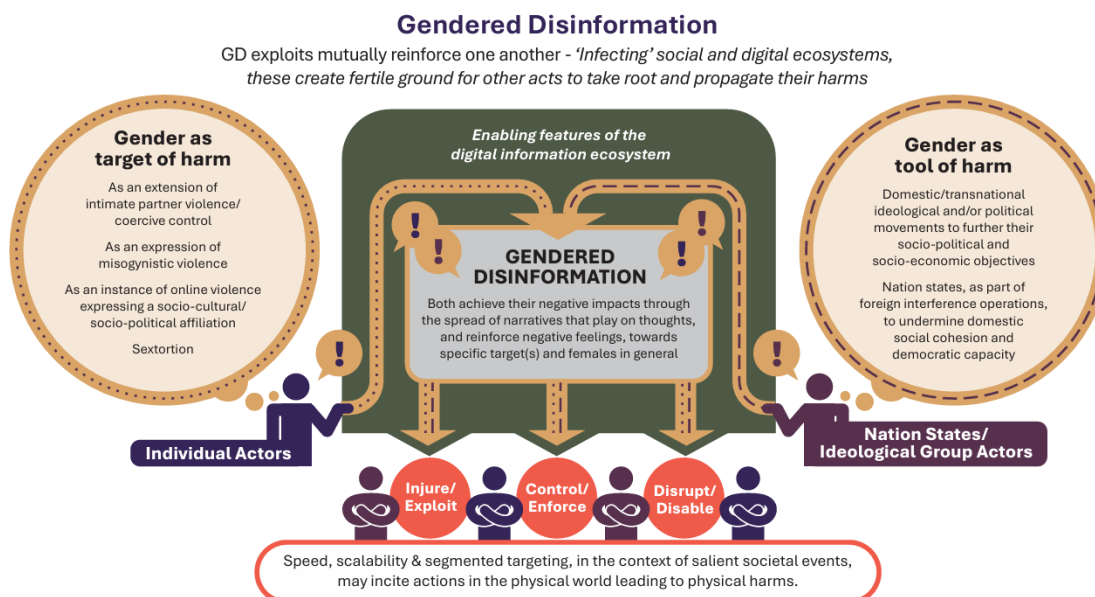 Gendered Disinformation
GD exploits mutually reinforce one another - ‘Infecting’ social and digital ecosystems,
these create fertile ground for other acts to take root and propagate their harms
Gender as
target of harm
As an extension of
intimate partner violence/
coercive control
As an expression of
misogynistic violence
As an instance of online violence
expressing a socio-cultural/
socio-political affiliation
Sextortion
!
Individual Actors
Enabling features of the
digital information ecosystem
!
!
!
!
GENDERED
DISINFORMATION
Both achieve their negative impacts through
the spread of narratives that play on thoughts,
and reinforce negative feelings, towards
specific target(s) and females in general
Gender as
tool of harm
Domestic/transnational
ideological and/or political
movements to further their
socio-political and
socio-economic objectives
Nation states, as part of
foreign interference operations,
to undermine domestic
social cohesion and
democratic capacity
!
Nation States/
Ideological Group Actors
Injure/
Exploit
Control/
Enforce
Disrupt/
Disable
Speed, scalability & segmented targeting, in the context of salient societal events,
may incite actions in the physical world leading to physical harms.